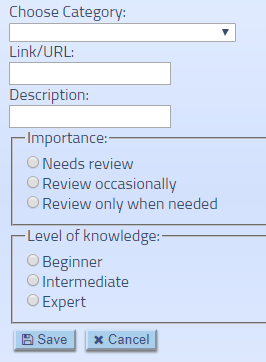 Choose Category:
Link/URL:
Description:
Importance:
Needs review
Review occasionally
Review only when needed
Level of knowledge:
Beginner
Intermediate
Expert
Save Cancel